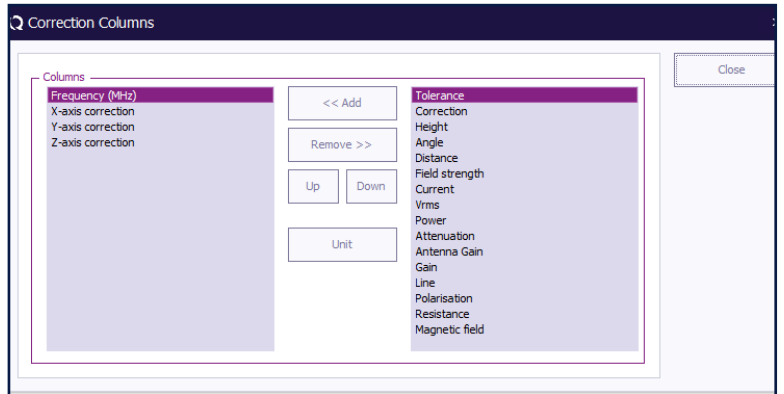 Correction Columns
Close
Columns
Frequency (MHz)
X-axis correction
Y-axis correction
Z-axis correction
<< Add
Remove >>
Up
Down
Unit
Tolerance
Correction
Height
Angle
Distance
Field strength
Current
Vrms
Power
Attenuation
Antenna Gain
Gain
Line
Polarisation
Resistance
Magnetic field